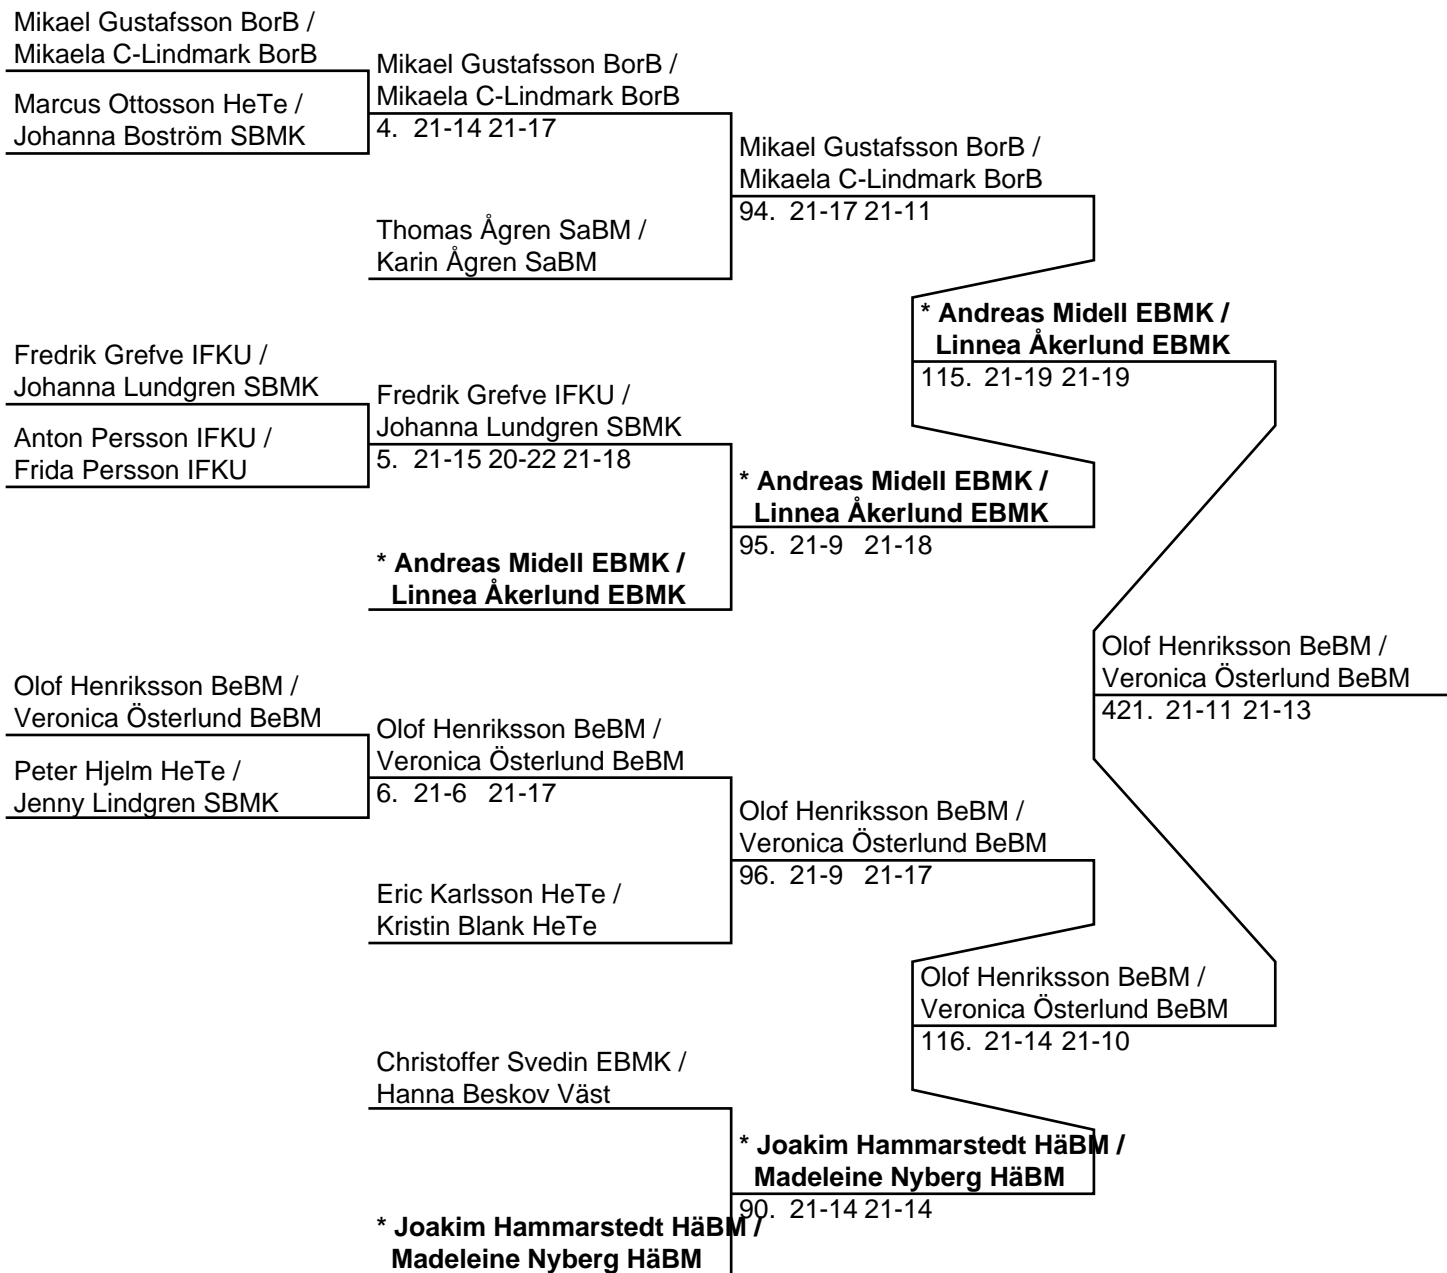 Mikael Gustafsson BorB /
Mikaela C-Lindmark BorB
Marcus Ottosson HeTe /
Johanna Boström SBMK
Mikael Gustafsson BorB /
Mikaela C-Lindmark BorB
4. 21-14 21-17
Thomas Ågren SaBM /
Karin Ågren SaBM
Mikael Gustafsson BorB /
Mikaela C-Lindmark BorB
94. 21-17 21-11
Fredrik Grefve IFKU /
Johanna Lundgren SBMK
Anton Persson IFKU /
Frida Persson IFKU
Fredrik Grefve IFKU /
Johanna Lundgren SBMK
5. 21-15 20-22 21-18
* Andreas Midell EBMK /
Linnea Åkerlund EBMK
* Andreas Midell EBMK /
Linnea Åkerlund EBMK
95. 21-9 21-18
* Andreas Midell EBMK /
Linnea Åkerlund EBMK
115. 21-19 21-19
Olof Henriksson BeBM /
Veronica Österlund BeBM
Peter Hjelm HeTe /
Jenny Lindgren SBMK
Olof Henriksson BeBM /
Veronica Österlund BeBM
6. 21-6 21-17
Eric Karlsson HeTe /
Kristin Blank HeTe
Olof Henriksson BeBM /
Veronica Österlund BeBM
96. 21-9 21-17
Christoffer Svedin EBMK /
Hanna Beskov Väst
* Joakim Hammarstedt HäBM /
Madeleine Nyberg HäBM
* Joakim Hammarstedt HäBM /
Madeleine Nyberg HäBM
90. 21-14 21-14
Olof Henriksson BeBM /
Veronica Österlund BeBM
116. 21-14 21-10
Olof Henriksson BeBM /
Veronica Österlund BeBM
421. 21-11 21-13